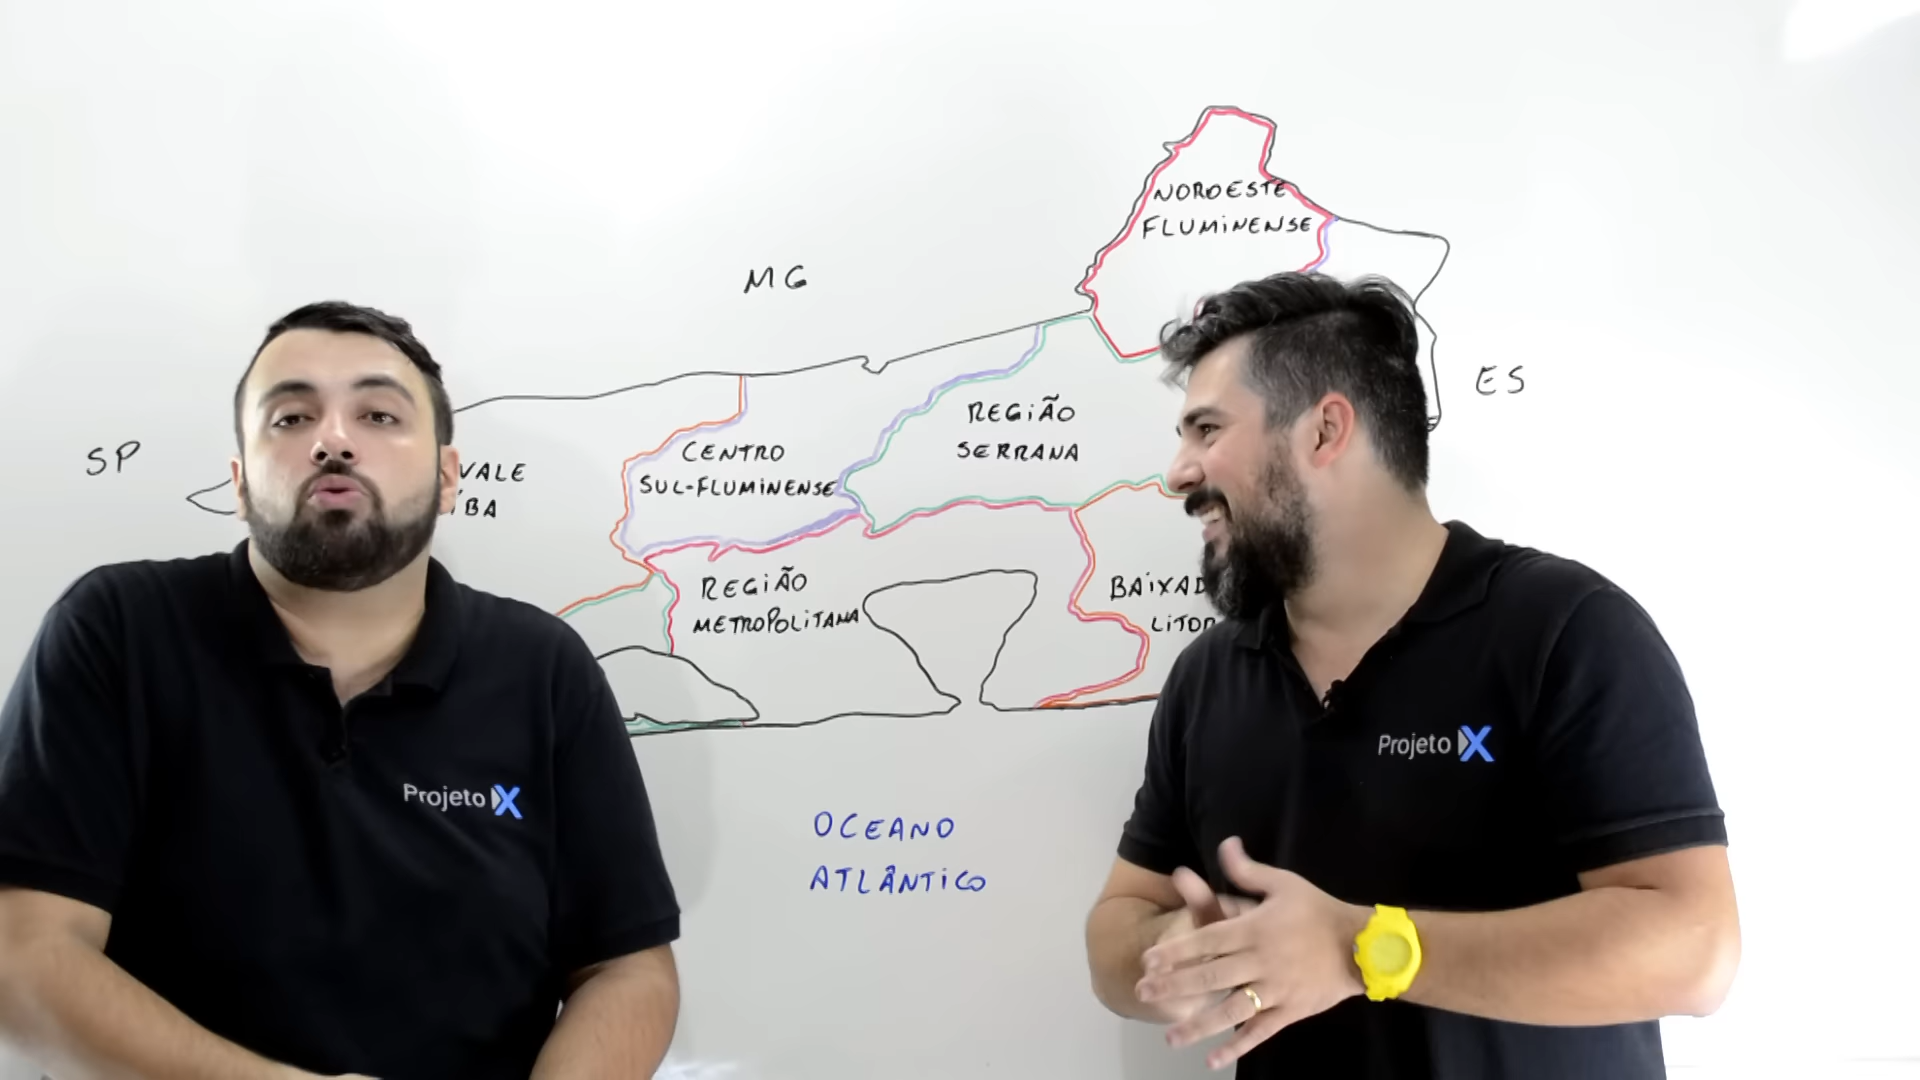 NOROESTE
FLUMINENSE
MG
ES
SP
REGIÃO
SERRANA
CENTRO
SUL-FLUMINENSE
VALE
REGIÃO
METROPOLITANA
OCEANO
ATLÂNTICO
Projeto X
Projeto X